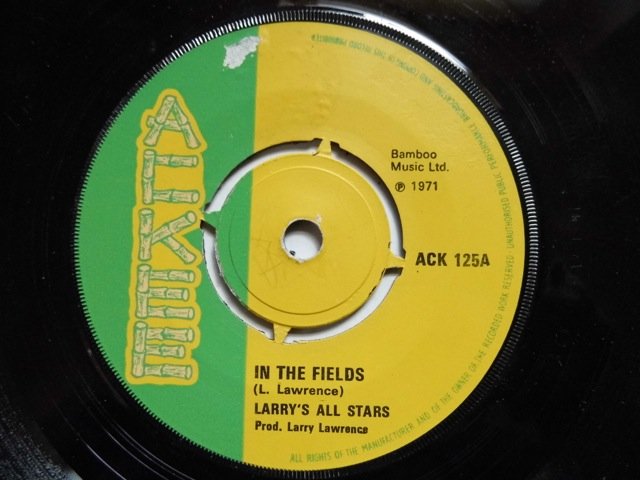 ACKEE
Bamboo
Music Ltd.
℗ 1971
ACK 125A
IN THE FIELDS
(L. Lawrence)
LARRY'S ALL STARS
Prod. Larry Lawrence
ALL RIGHTS OF THE MANUFACTURER AND OF THE OWNER OF THE RECORDED WORK RESERVED. UNAUTHORISED PUBLIC PERFORMANCE BROADCASTING AND COPYING OF THIS RECORD PROHIBITED